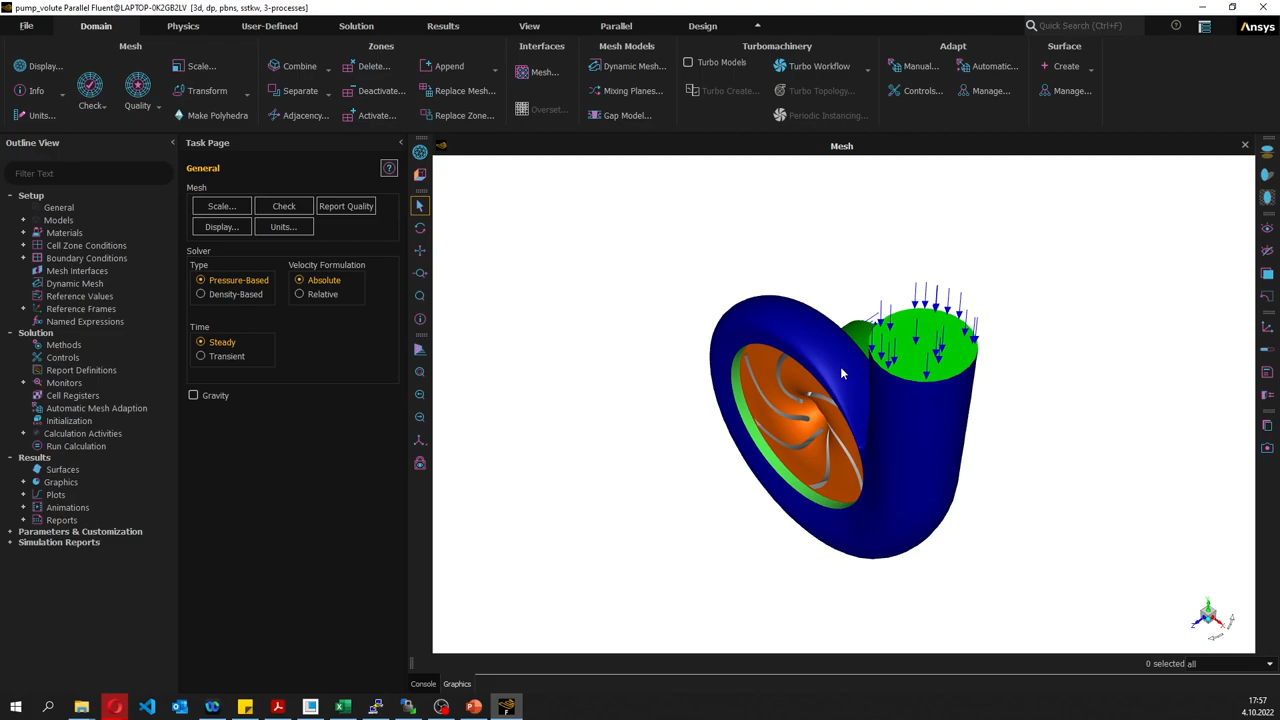 pump_volute Parallel Fluent@LAPTOP-0K2GB2LV [3d, dp, pbns, sstkw, 3-processes]
File Domain Physics User-Defined Solution Results View Parallel Design Quick Search (Ctrl+F) Ansys
Mesh Zones Interfaces Mesh Models Turbomachinery Adapt Surface
Display... Scale... Combine Delete... Append Mesh... Dynamic Mesh... Turbo Models Turbo Workflow Manual... Automatic... Create
Info Check Quality Transform Separate Deactivate... Replace Mesh... Mixing Planes... Turbo Create... Turbo Topology... Controls... Manage... Manage...
Units... Make Polyhedra Adjacency... Activate... Replace Zone... Overset... Gap Model... Periodic Instancing...
Outline View
Filter Text
Setup
General
Models
Materials
Cell Zone Conditions
Boundary Conditions
Mesh Interfaces
Dynamic Mesh
Reference Values
Reference Frames
Named Expressions
Solution
Methods
Controls
Report Definitions
Monitors
Cell Registers
Automatic Mesh Adaption
Initialization
Calculation Activities
Run Calculation
Results
Surfaces
Graphics
Plots
Animations
Reports
Parameters & Customization
Simulation Reports
Task Page
General
Mesh
Scale... Check Report Quality
Display... Units...
Solver
Type Velocity Formulation
Pressure-Based Absolute
Density-Based Relative
Time
Steady
Transient
Gravity
Mesh
0 selected all
Console Graphics
17:57
4.10.2022